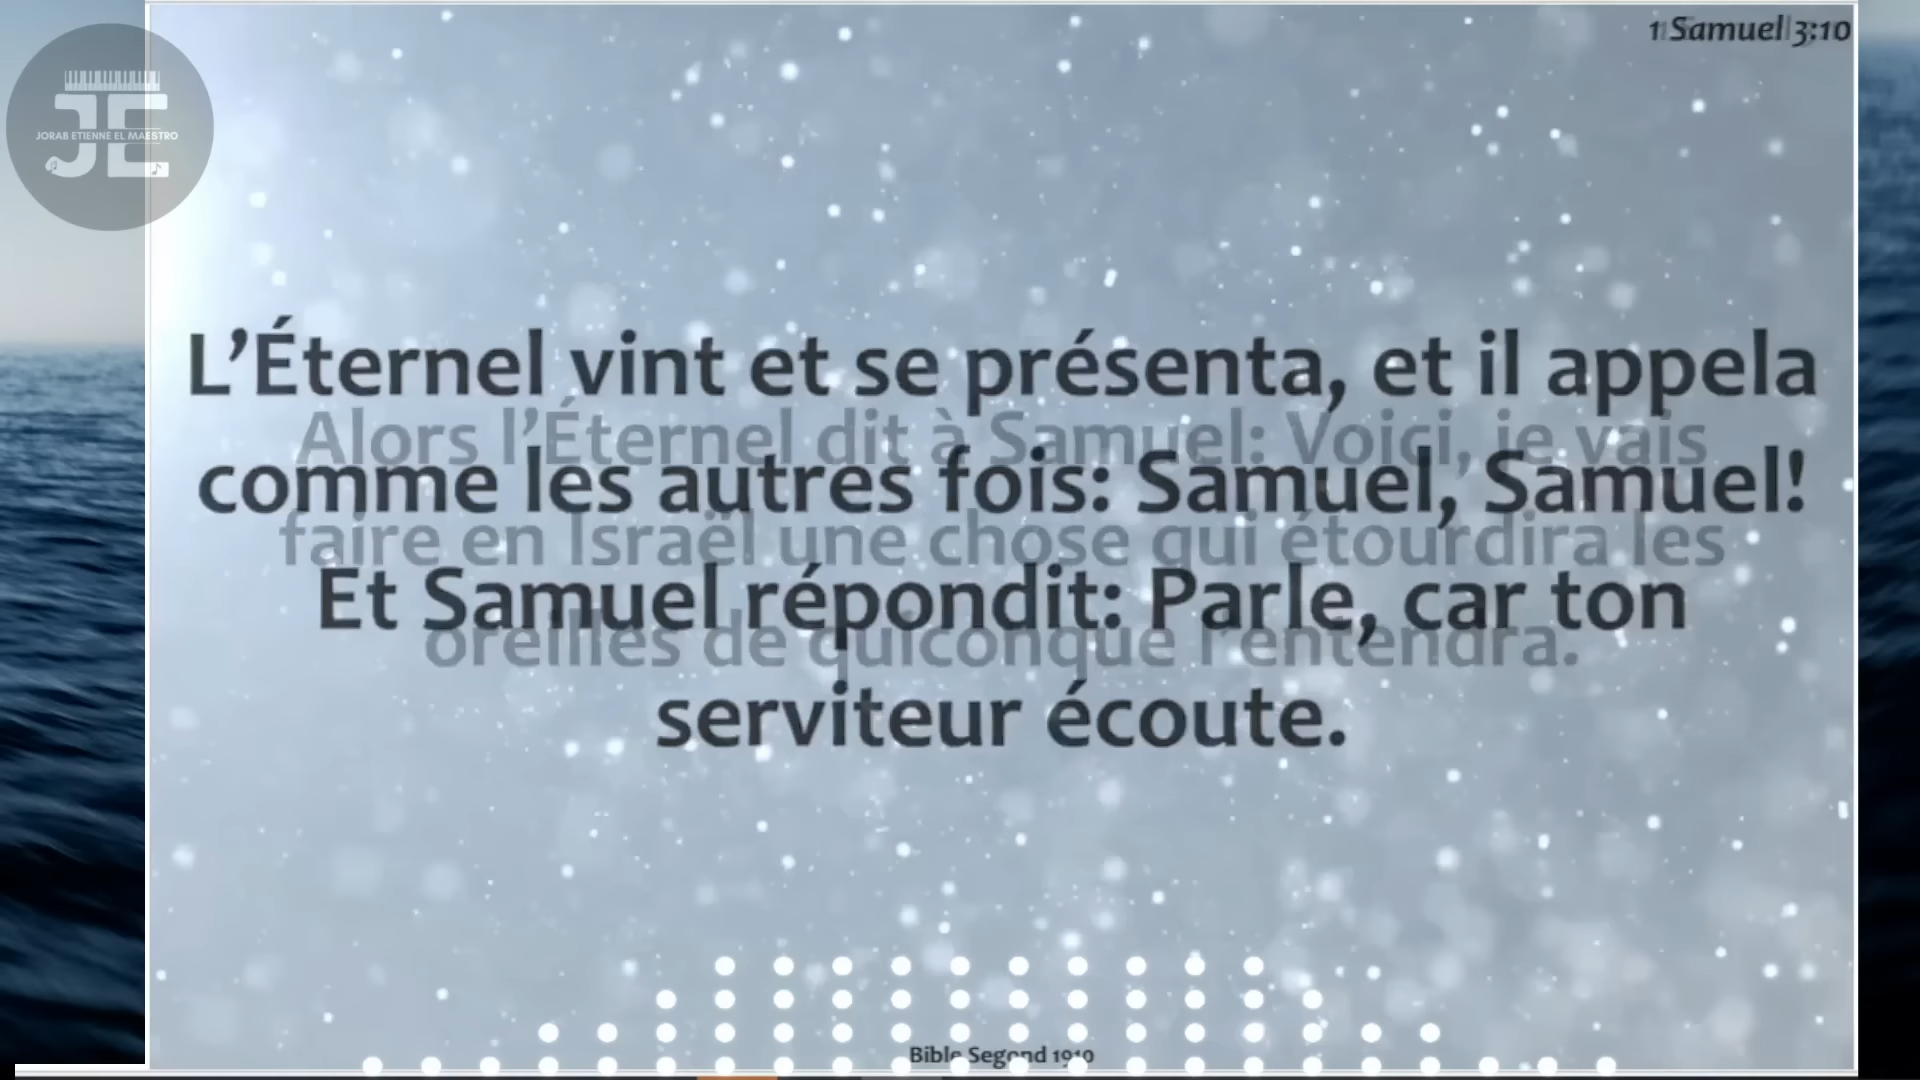 1 Samuel 3:10
JORAB ETIENNE EL MAESTRO
JE
L’Éternel vint et se présenta, et il appela
comme les autres fois: Samuel, Samuel!
Et Samuel répondit: Parle, car ton
serviteur écoute.
Alors l’Éternel dit à Samuel: Voici, je vais
faire en Israël une chose qui étourdira les
oreilles de quiconque l’entendra.
Bible Segond 1910